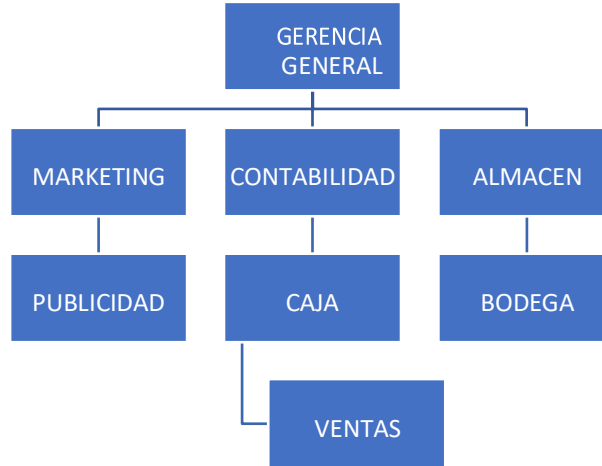 GERENCIA
GENERAL
MARKETING
CONTABILIDAD
ALMACEN
PUBLICIDAD
CAJA
BODEGA
VENTAS